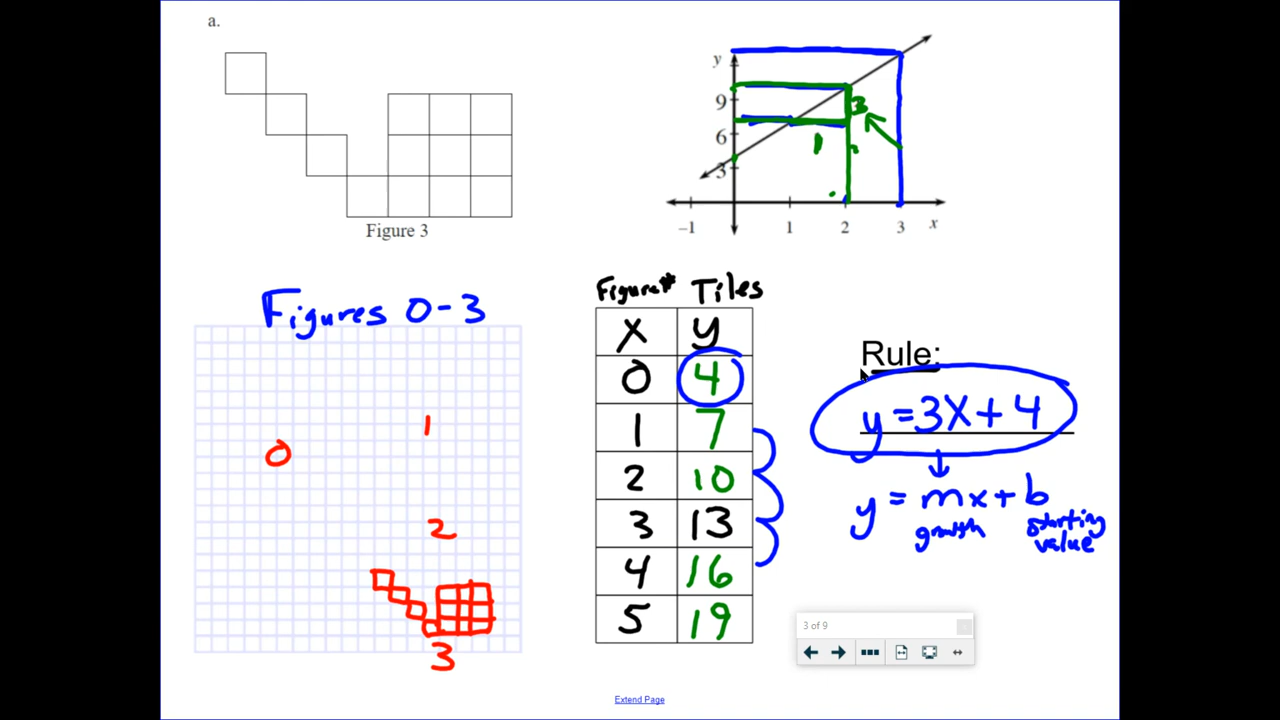 a.
Figure 3
y
9
6
3
3
1
-1
1
2
3
x
Figures 0-3
0
1
2
3
Figure# Tiles
x y
0 4
1 7
2 10
3 13
4 16
5 19
Rule:
y = 3x + 4
y = mx + b
growth
starting value
3 of 9
Extend Page